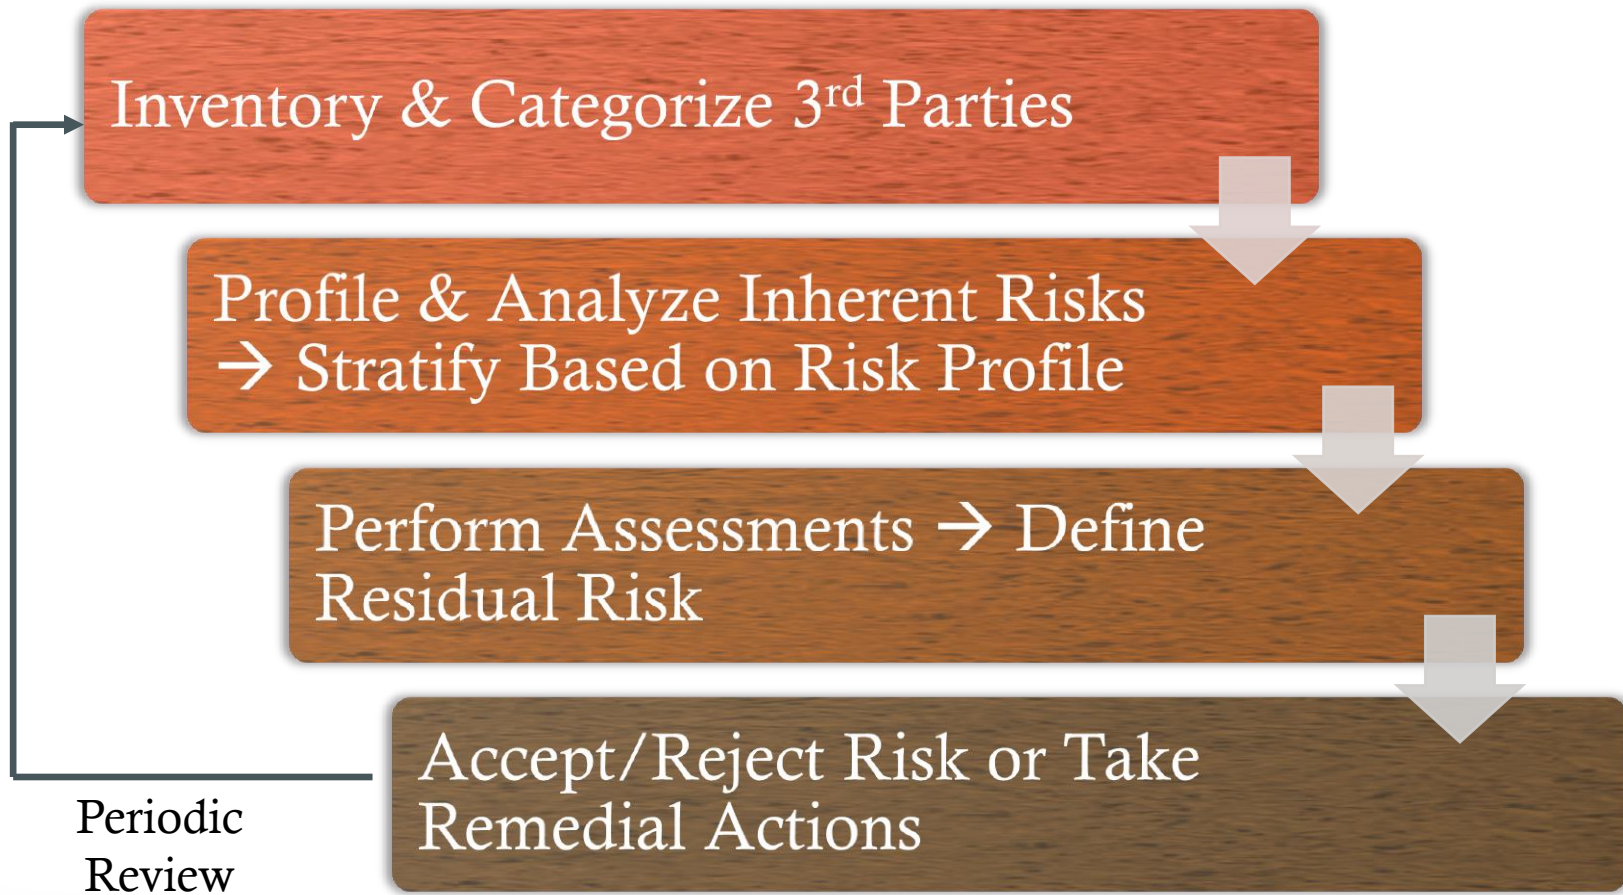 Inventory & Categorize 3rd Parties
Profile & Analyze Inherent Risks
→ Stratify Based on Risk Profile
Perform Assessments → Define
Residual Risk
Accept/Reject Risk or Take
Remedial Actions
Periodic
Review